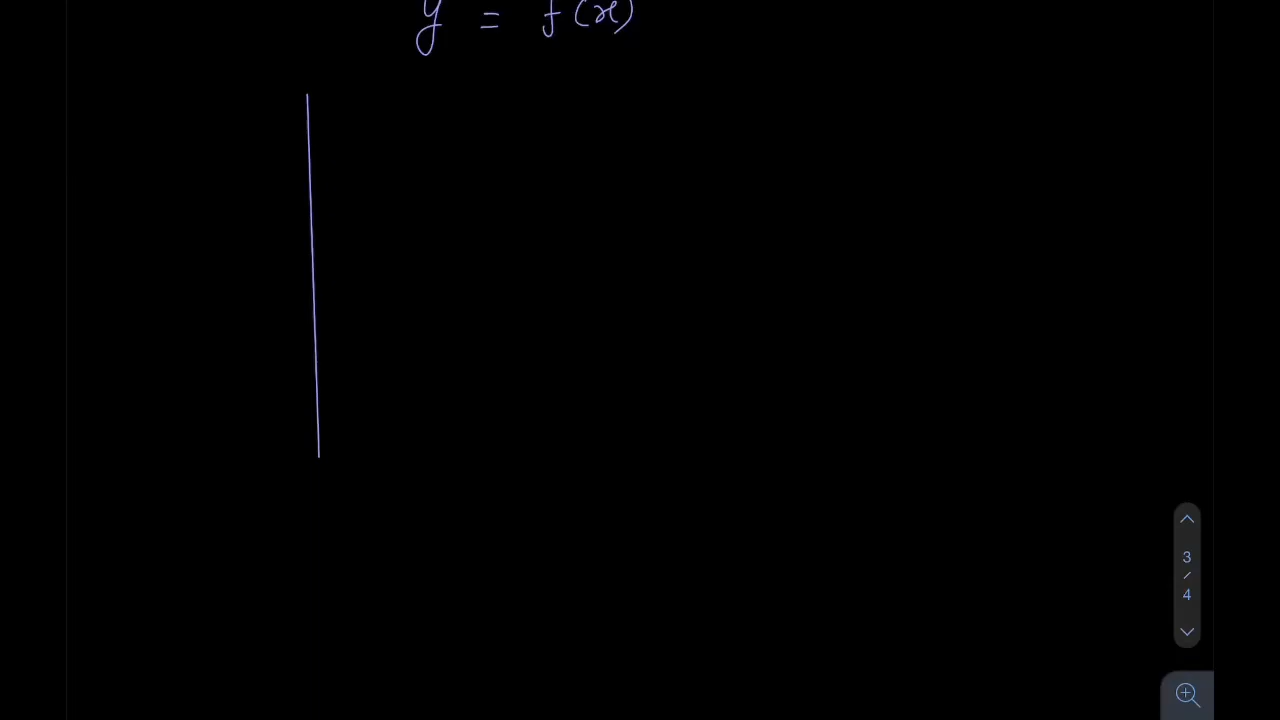 y = f(x)
3
/
4